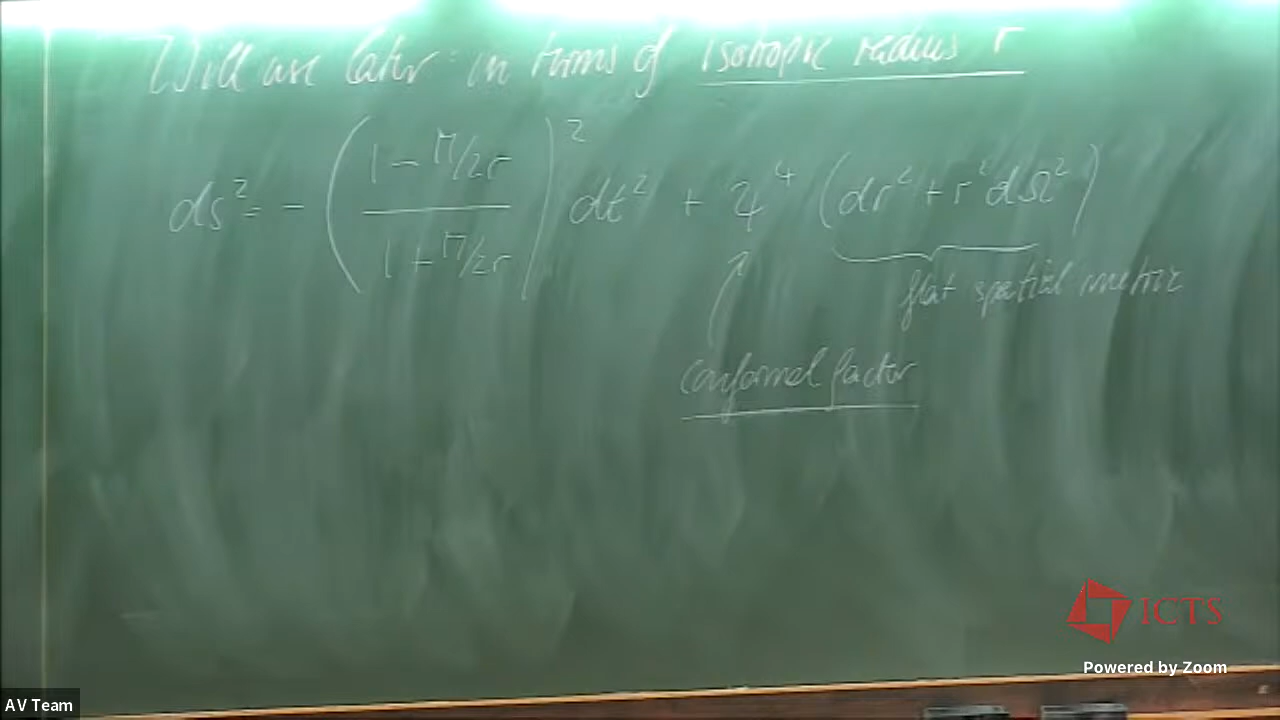 Will use later: in terms of isotropic radius r
ds² = - ( (1 - M/2r) / (1 + M/2r) )² dt² + ψ⁴ (dr² + r² dΩ²)
flat spatial metric
conformal factor
ICTS
Powered by Zoom
AV Team